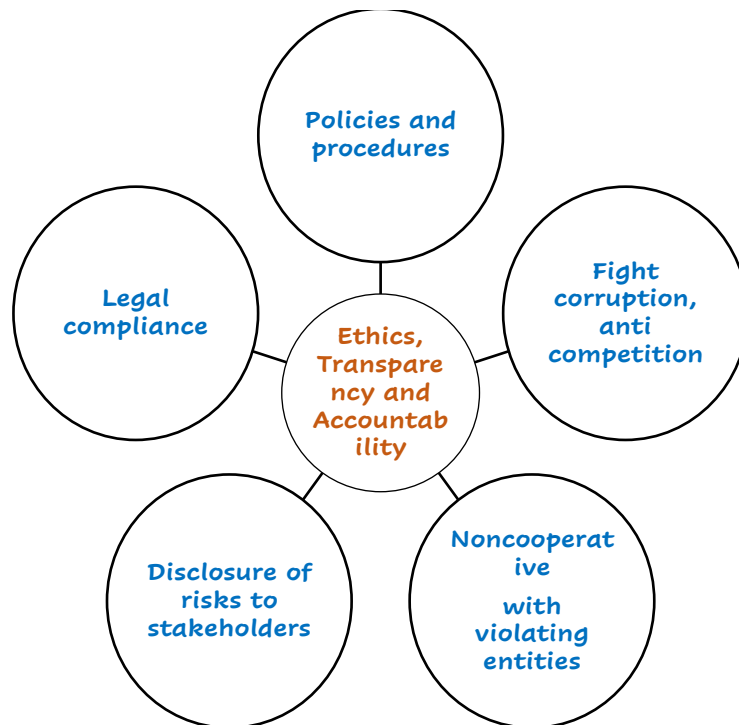 Policies and
procedures
Fight
corruption,
anti
competition
Noncooperat
ive
with
violating
entities
Disclosure of
risks to
stakeholders
Legal
compliance
Ethics,
Transpare
ncy and
Accountab
ility